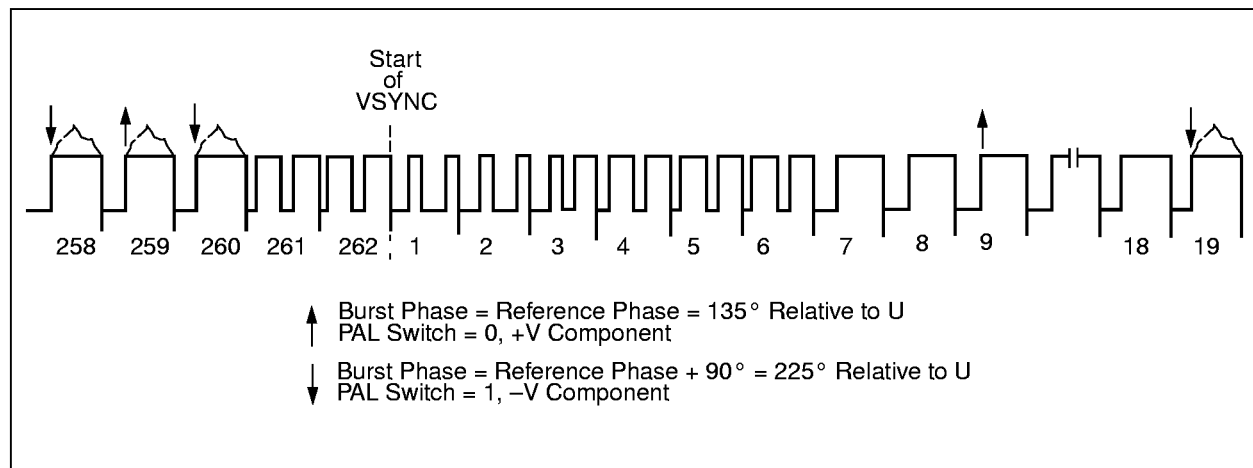 Start
of
VSYNC
258 259 260 261 262 1 2 3 4 5 6 7 8 9 18 19
Burst Phase = Reference Phase = 135° Relative to U
PAL Switch = 0, +V Component
Burst Phase = Reference Phase + 90° = 225° Relative to U
PAL Switch = 1, –V Component